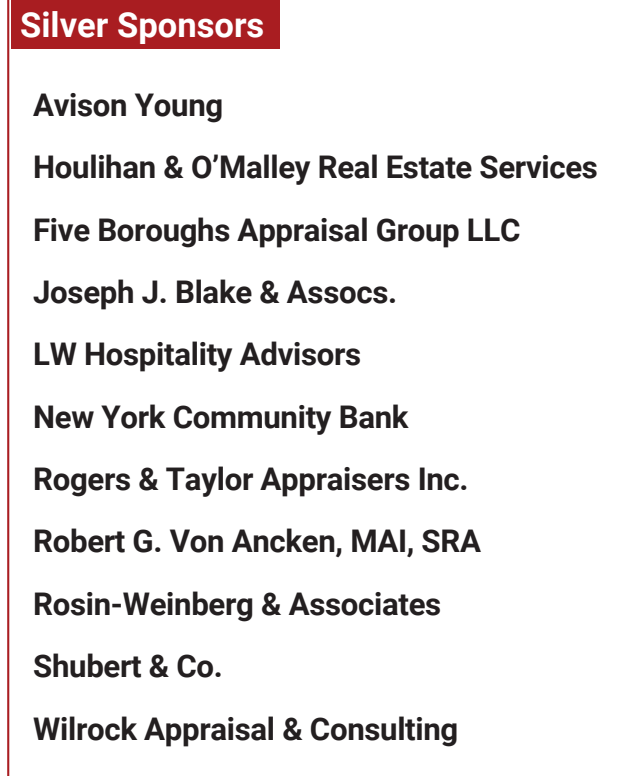 Silver Sponsors
Avison Young
Houlihan & O’Malley Real Estate Services
Five Boroughs Appraisal Group LLC
Joseph J. Blake & Assocs.
LW Hospitality Advisors
New York Community Bank
Rogers & Taylor Appraisers Inc.
Robert G. Von Ancken, MAI, SRA
Rosin-Weinberg & Associates
Shubert & Co.
Wilrock Appraisal & Consulting